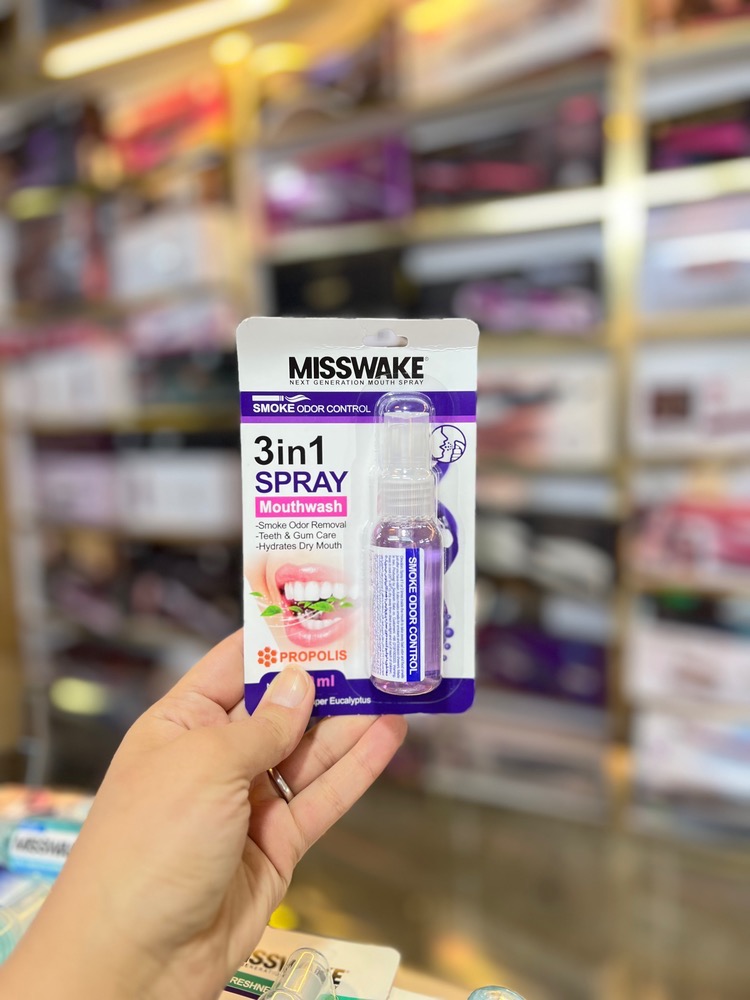 MISSWAKE®
NEXT GENERATION MOUTH SPRAY
SMOKE ODOR CONTROL
3in1
SPRAY
Mouthwash
-Smoke Odor Removal
-Teeth & Gum Care
-Hydrates Dry Mouth
SMOKE ODOR CONTROL
PROPOLIS
ml
Eucalyptus